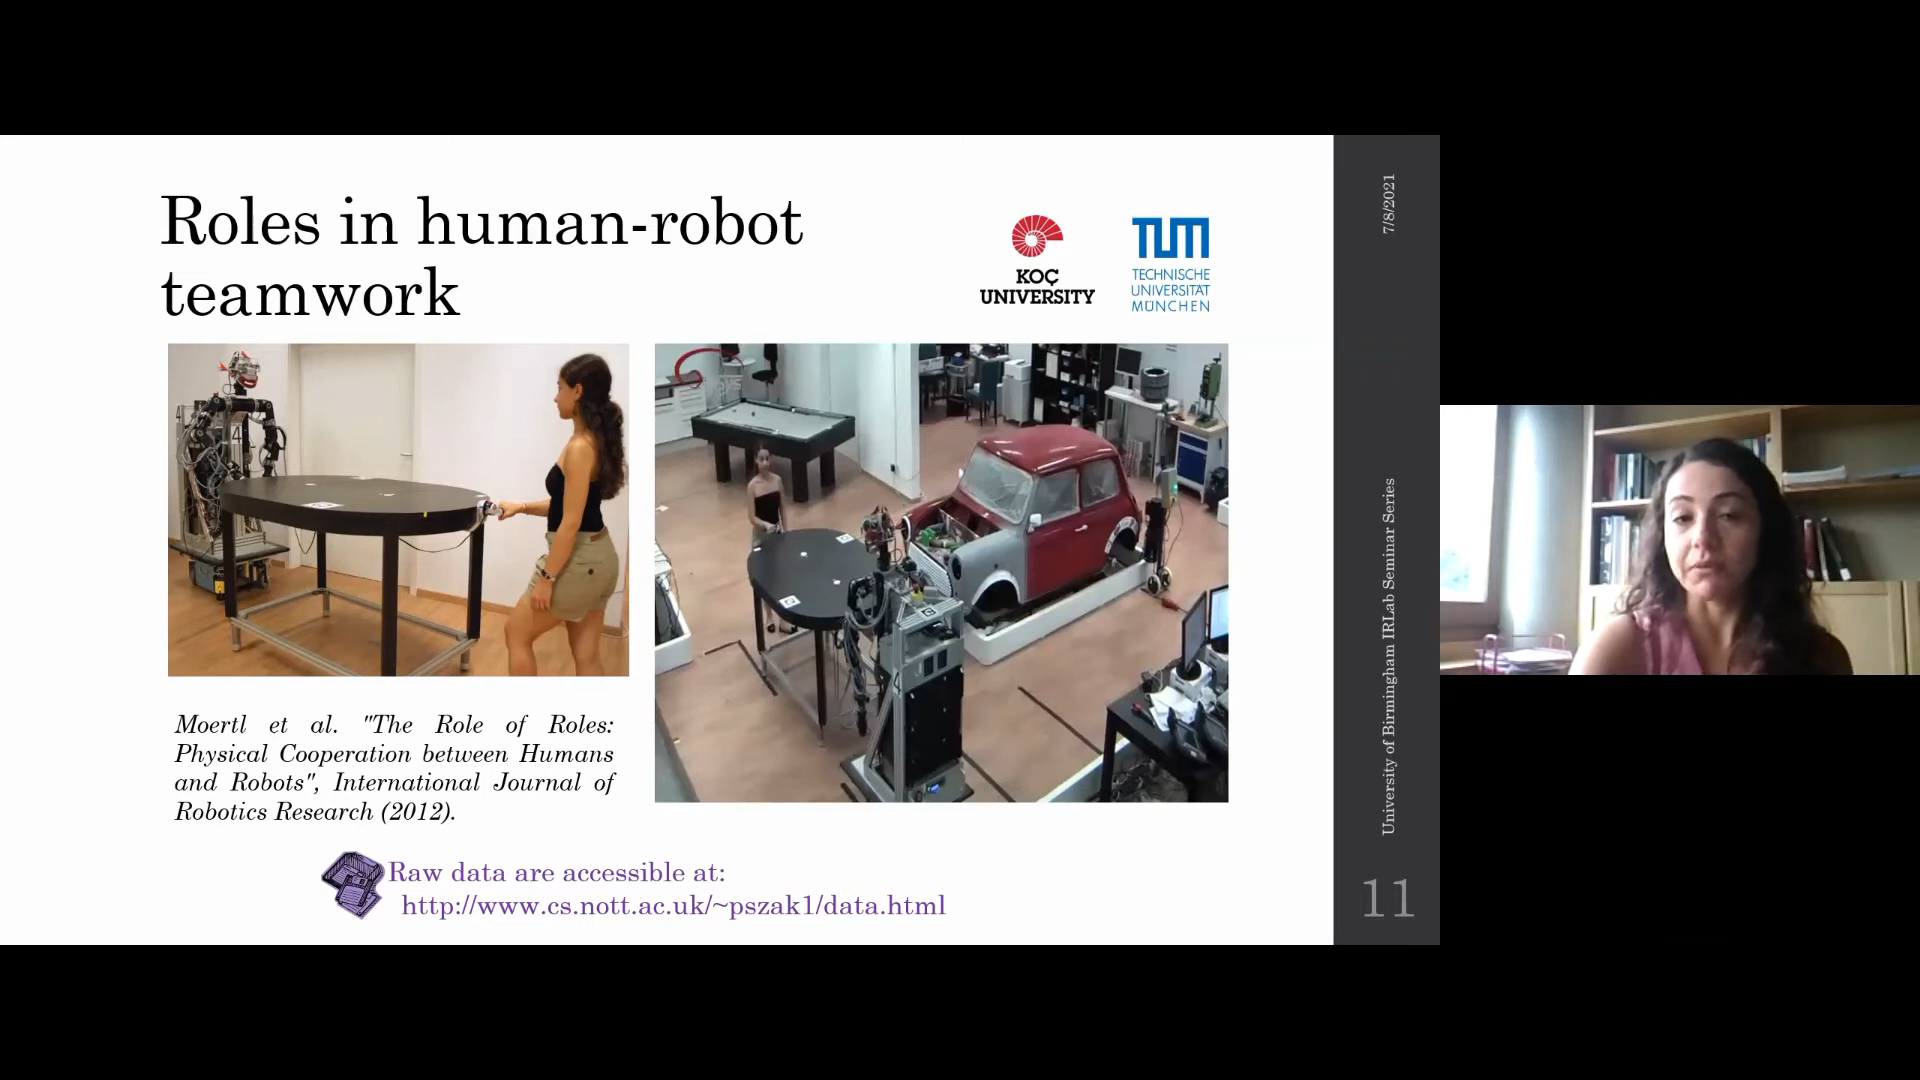 Roles in human-robot
teamwork
KOÇ
UNIVERSITY
TUM
TECHNISCHE
UNIVERSITÄT
MÜNCHEN
Moertl et al. "The Role of Roles:
Physical Cooperation between Humans
and Robots", International Journal of
Robotics Research (2012).
Raw data are accessible at:
http://www.cs.nott.ac.uk/~pszak1/data.html
7/8/2021
University of Birmingham IRLab Seminar Series
11